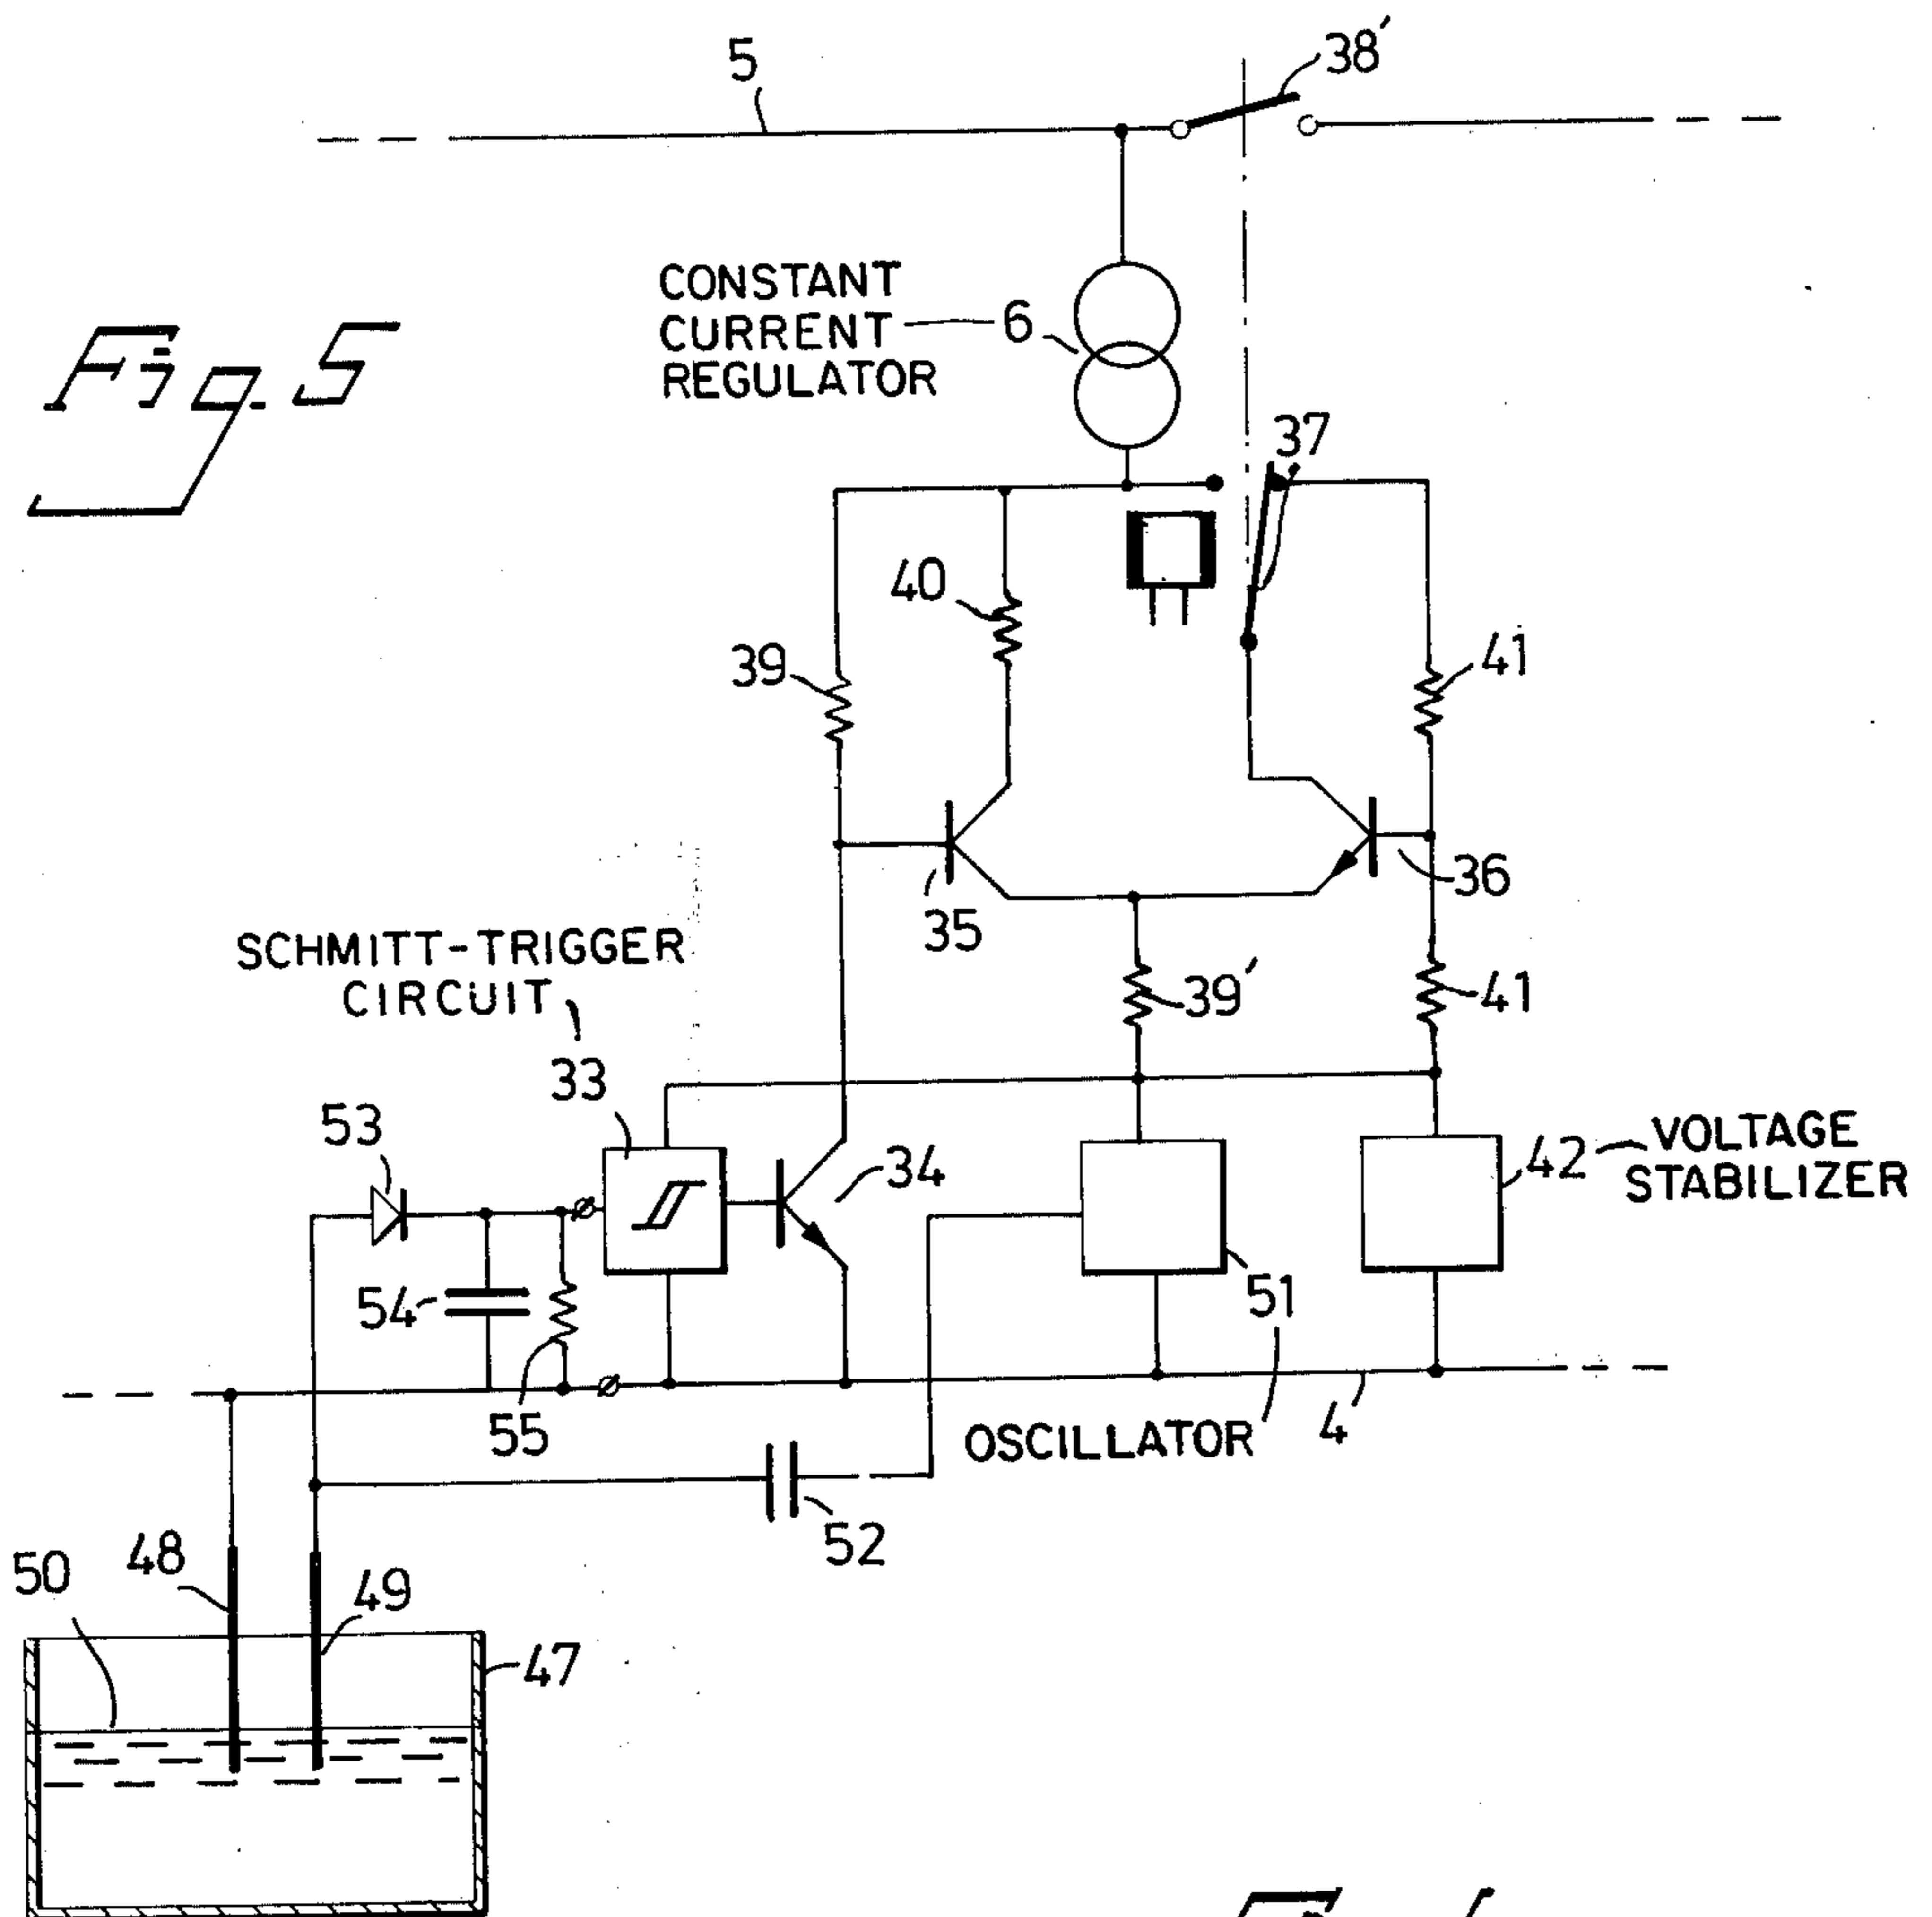 5
38'
CONSTANT
CURRENT
REGULATOR
6
Fig. 5
37
40
39
41
35
36
SCHMITT-TRIGGER
CIRCUIT
39'
41
33
53
34
42
VOLTAGE
STABILIZER
54
51
55
OSCILLATOR
4
52
50
48
49
47